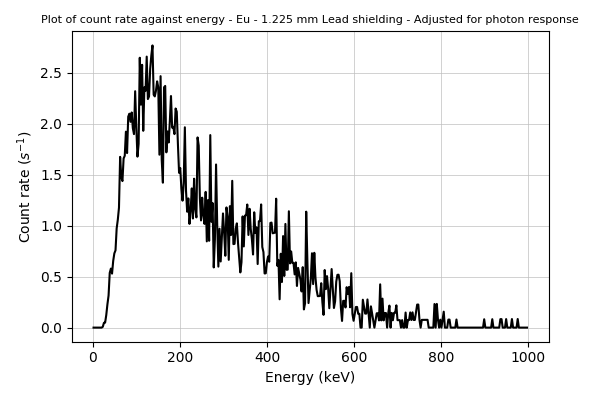 Plot of count rate against energy - Eu - 1.225 mm Lead shielding - Adjusted for photon response
2.5
2.0
1.5
1.0
0.5
0.0
Count rate (s⁻¹)
0 200 400 600 800 1000
Energy (keV)